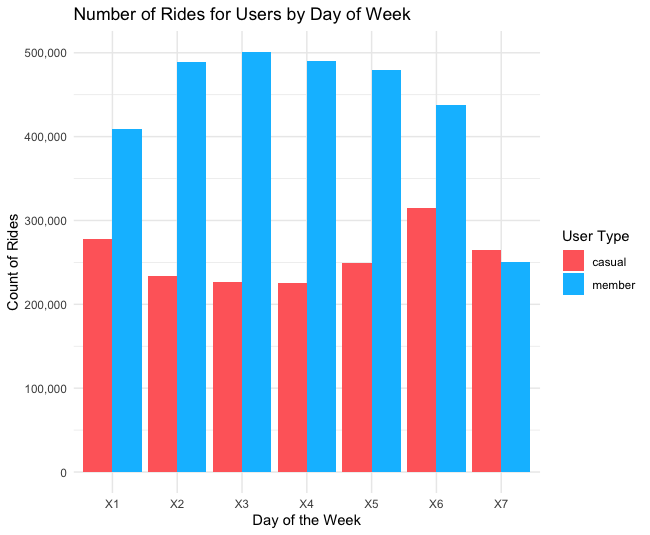 Number of Rides for Users by Day of Week
500,000
400,000
300,000
200,000
100,000
0
Count of Rides
X1 X2 X3 X4 X5 X6 X7
Day of the Week
User Type
casual
member